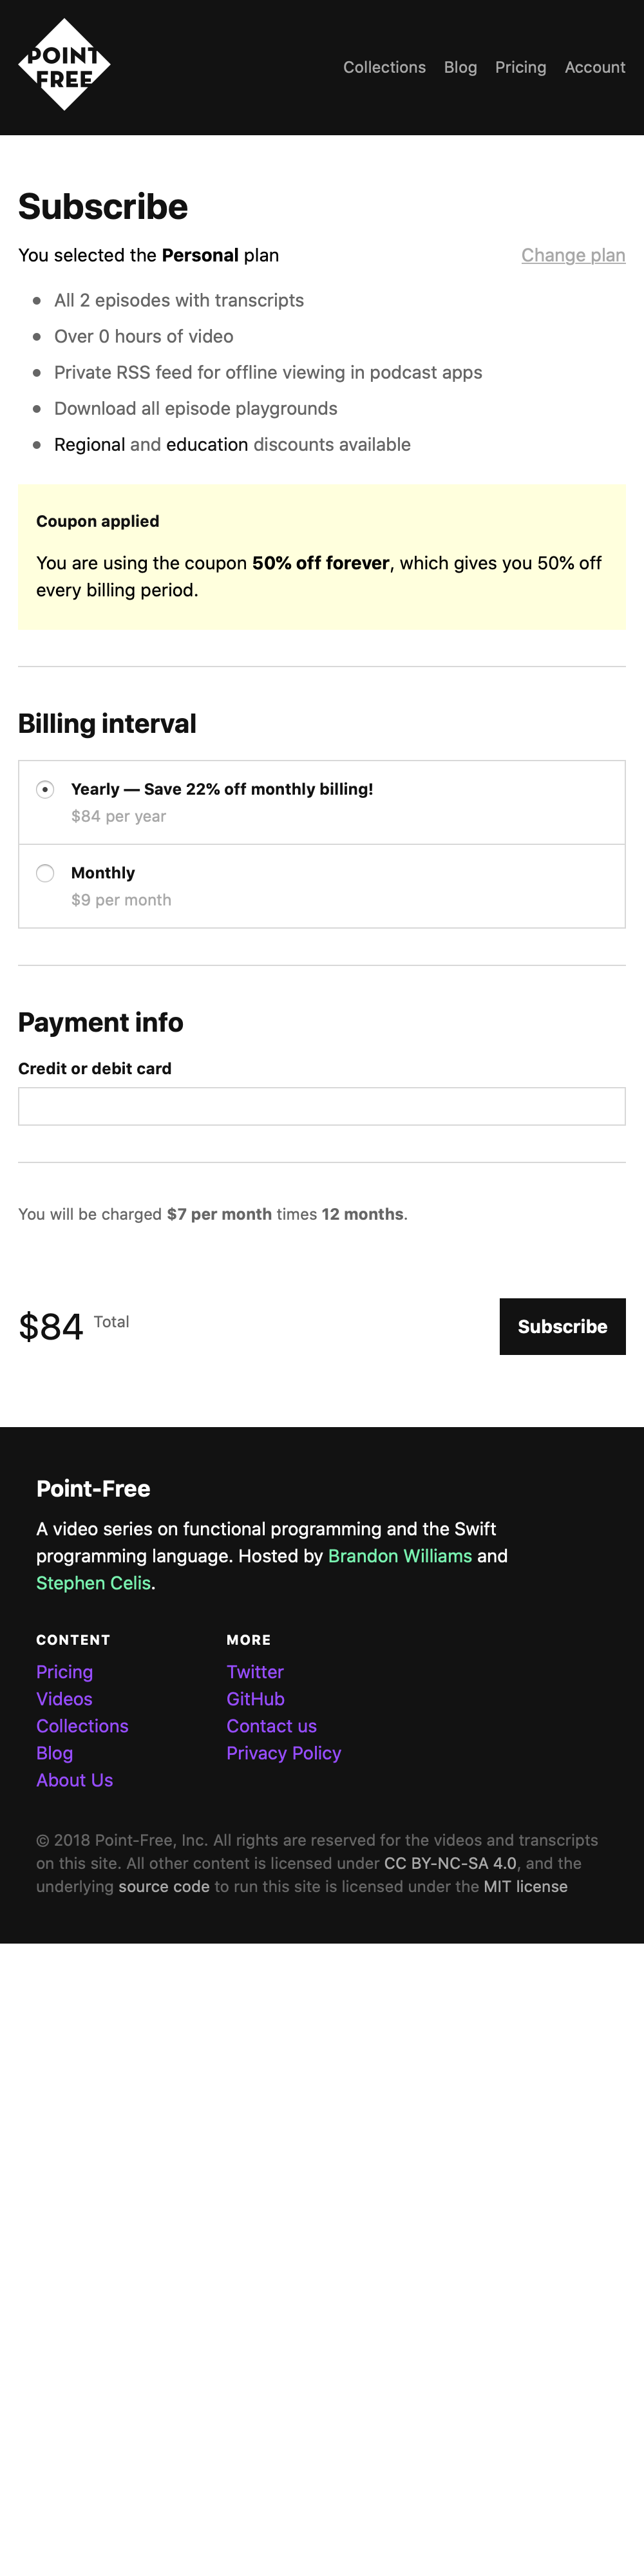 POINT
FREE
Collections Blog Pricing Account
Subscribe
You selected the Personal plan Change plan
All 2 episodes with transcripts
Over 0 hours of video
Private RSS feed for offline viewing in podcast apps
Download all episode playgrounds
Regional and education discounts available
Coupon applied
You are using the coupon 50% off forever, which gives you 50% off
every billing period.
Billing interval
Yearly — Save 22% off monthly billing!
$84 per year
Monthly
$9 per month
Payment info
Credit or debit card
You will be charged $7 per month times 12 months.
$84 Total Subscribe
Point-Free
A video series on functional programming and the Swift
programming language. Hosted by Brandon Williams and
Stephen Celis.
CONTENT
Pricing
Videos
Collections
Blog
About Us
MORE
Twitter
GitHub
Contact us
Privacy Policy
© 2018 Point-Free, Inc. All rights are reserved for the videos and transcripts
on this site. All other content is licensed under CC BY-NC-SA 4.0, and the
underlying source code to run this site is licensed under the MIT license